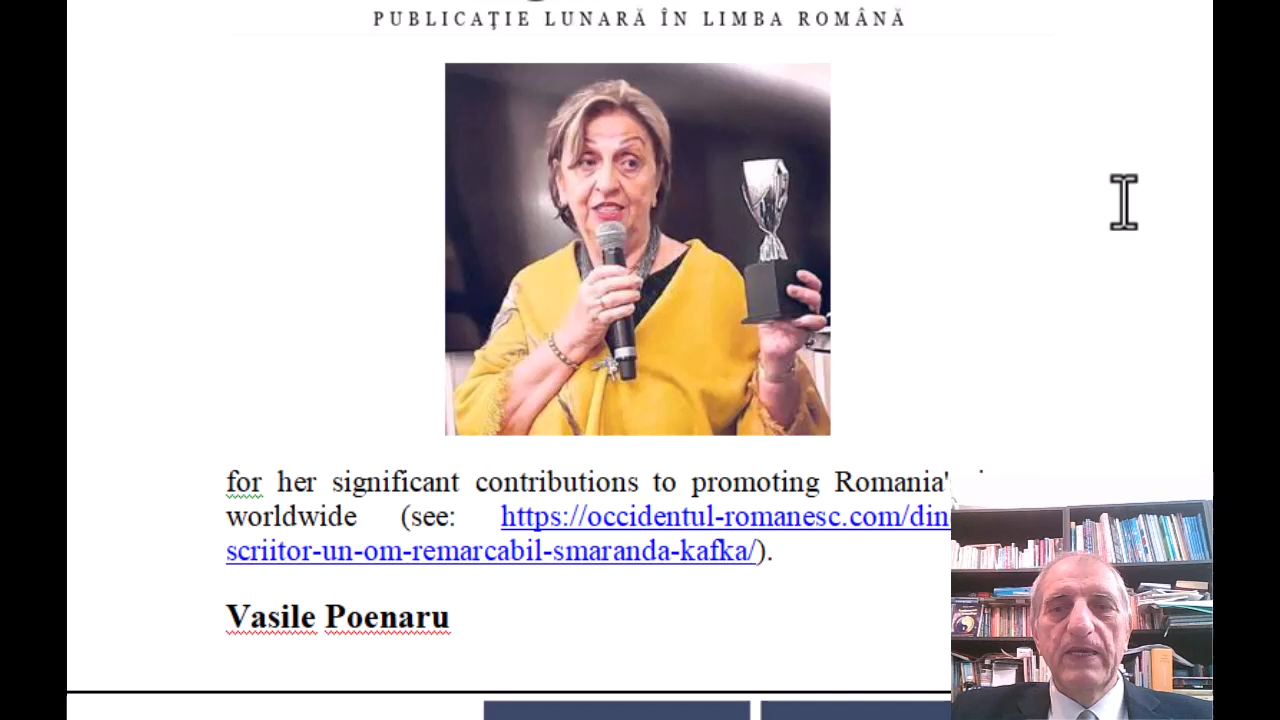 PUBLICAŢIE LUNARĂ ÎN LIMBA ROMÂNĂ
for her significant contributions to promoting Romania'
worldwide (see: https://occidentul-romanesc.com/din
scriitor-un-om-remarcabil-smaranda-kafka/).
Vasile Poenaru